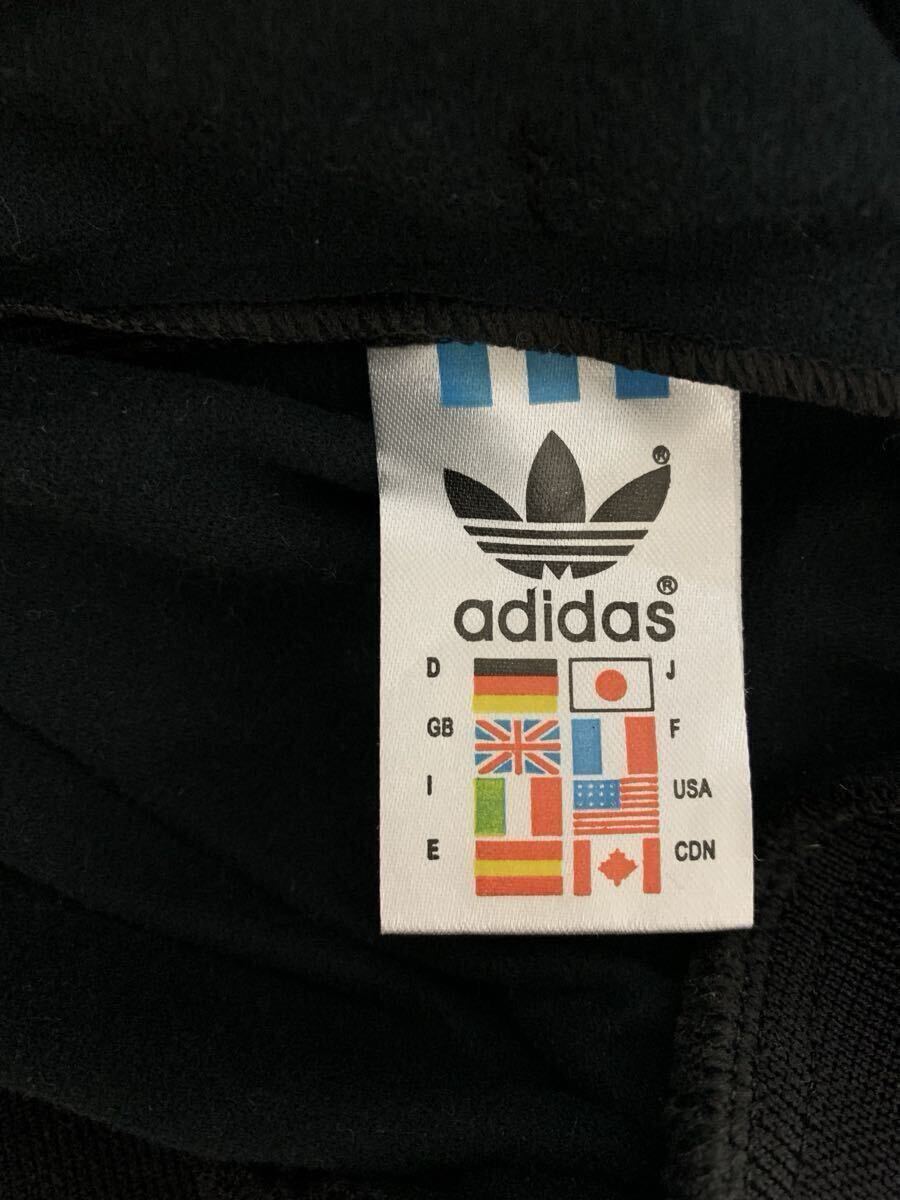 ®
adidas®
D J
GB F
I USA
E CDN